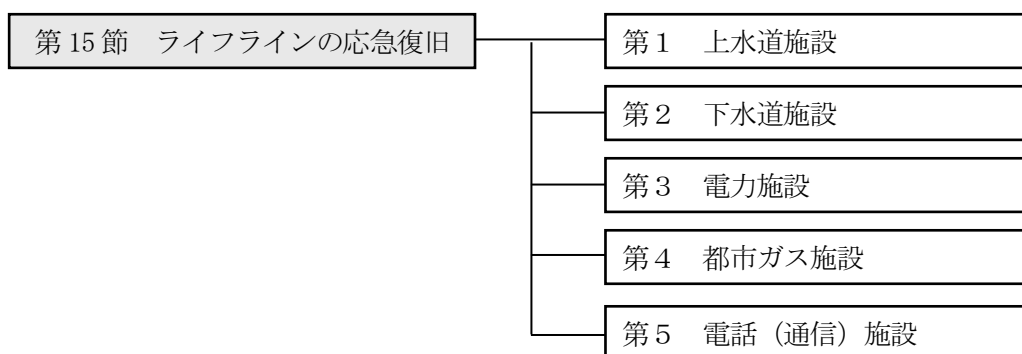 第15節　ライフラインの応急復旧
第１　上水道施設
第２　下水道施設
第３　電力施設
第４　都市ガス施設
第５　電話（通信）施設